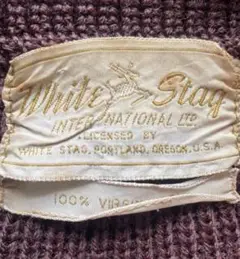 White Stag
INTERNATIONAL LTD.
LICENSED BY
WHITE STAG, PORTLAND, OREGON, U.S.A
100% VIRGIN